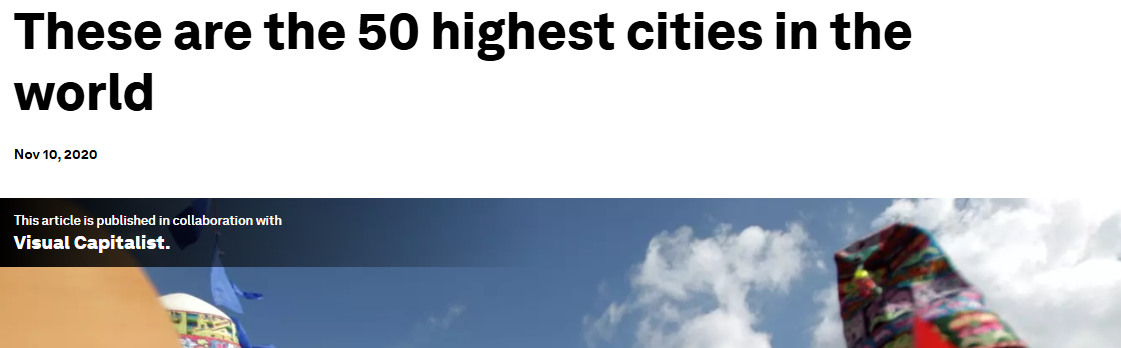 These are the 50 highest cities in the
world
Nov 10, 2020
This article is published in collaboration with
Visual Capitalist.